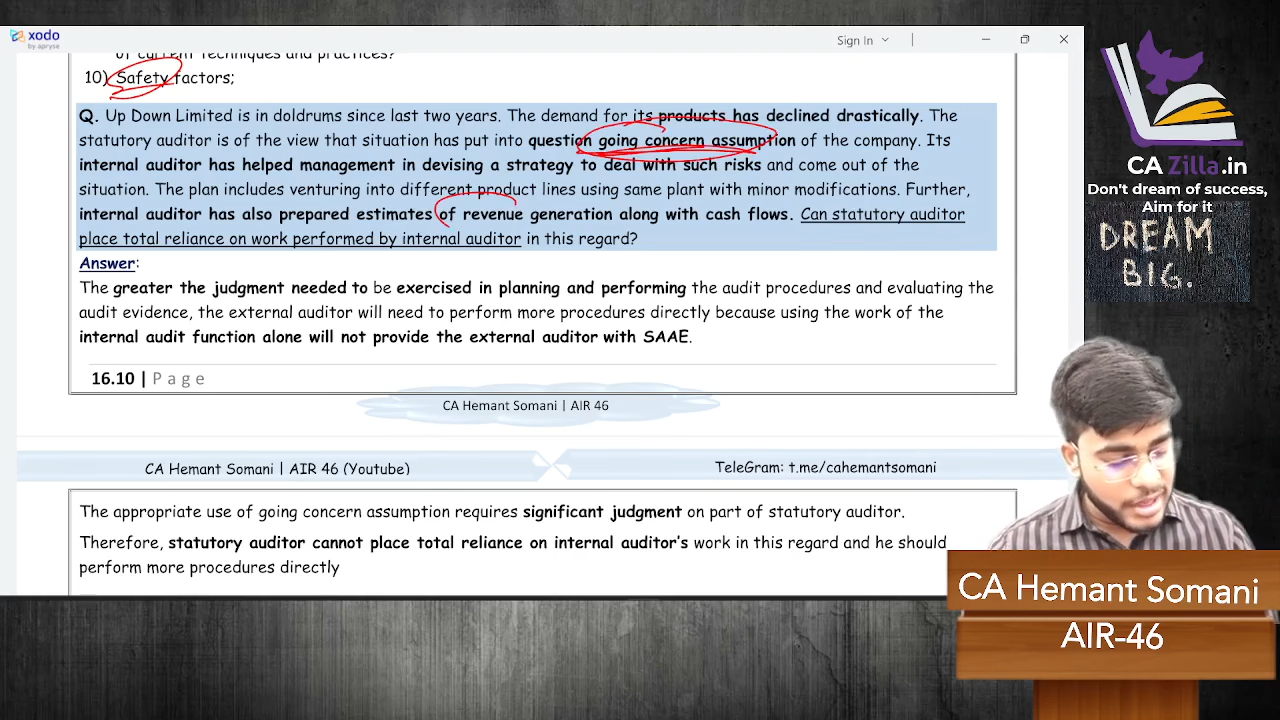 xodo
by apryse
Sign In
of current techniques and practices?
10) Safety factors;
Q. Up Down Limited is in doldrums since last two years. The demand for its products has declined drastically. The
statutory auditor is of the view that situation has put into question going concern assumption of the company. Its
internal auditor has helped management in devising a strategy to deal with such risks and come out of the
situation. The plan includes venturing into different product lines using same plant with minor modifications. Further,
internal auditor has also prepared estimates of revenue generation along with cash flows. Can statutory auditor
place total reliance on work performed by internal auditor in this regard?
Answer:
The greater the judgment needed to be exercised in planning and performing the audit procedures and evaluating the
audit evidence, the external auditor will need to perform more procedures directly because using the work of the
internal audit function alone will not provide the external auditor with SAAE.
16.10 | Page
CA Hemant Somani | AIR 46
CA Hemant Somani | AIR 46 (Youtube)
TeleGram: t.me/cahemantsomani
The appropriate use of going concern assumption requires significant judgment on part of statutory auditor.
Therefore, statutory auditor cannot place total reliance on internal auditor's work in this regard and he should
perform more procedures directly
CA Zilla.in
Don't dream of success,
Aim for it
DREAM
BIG.
CA Hemant Somani
AIR-46